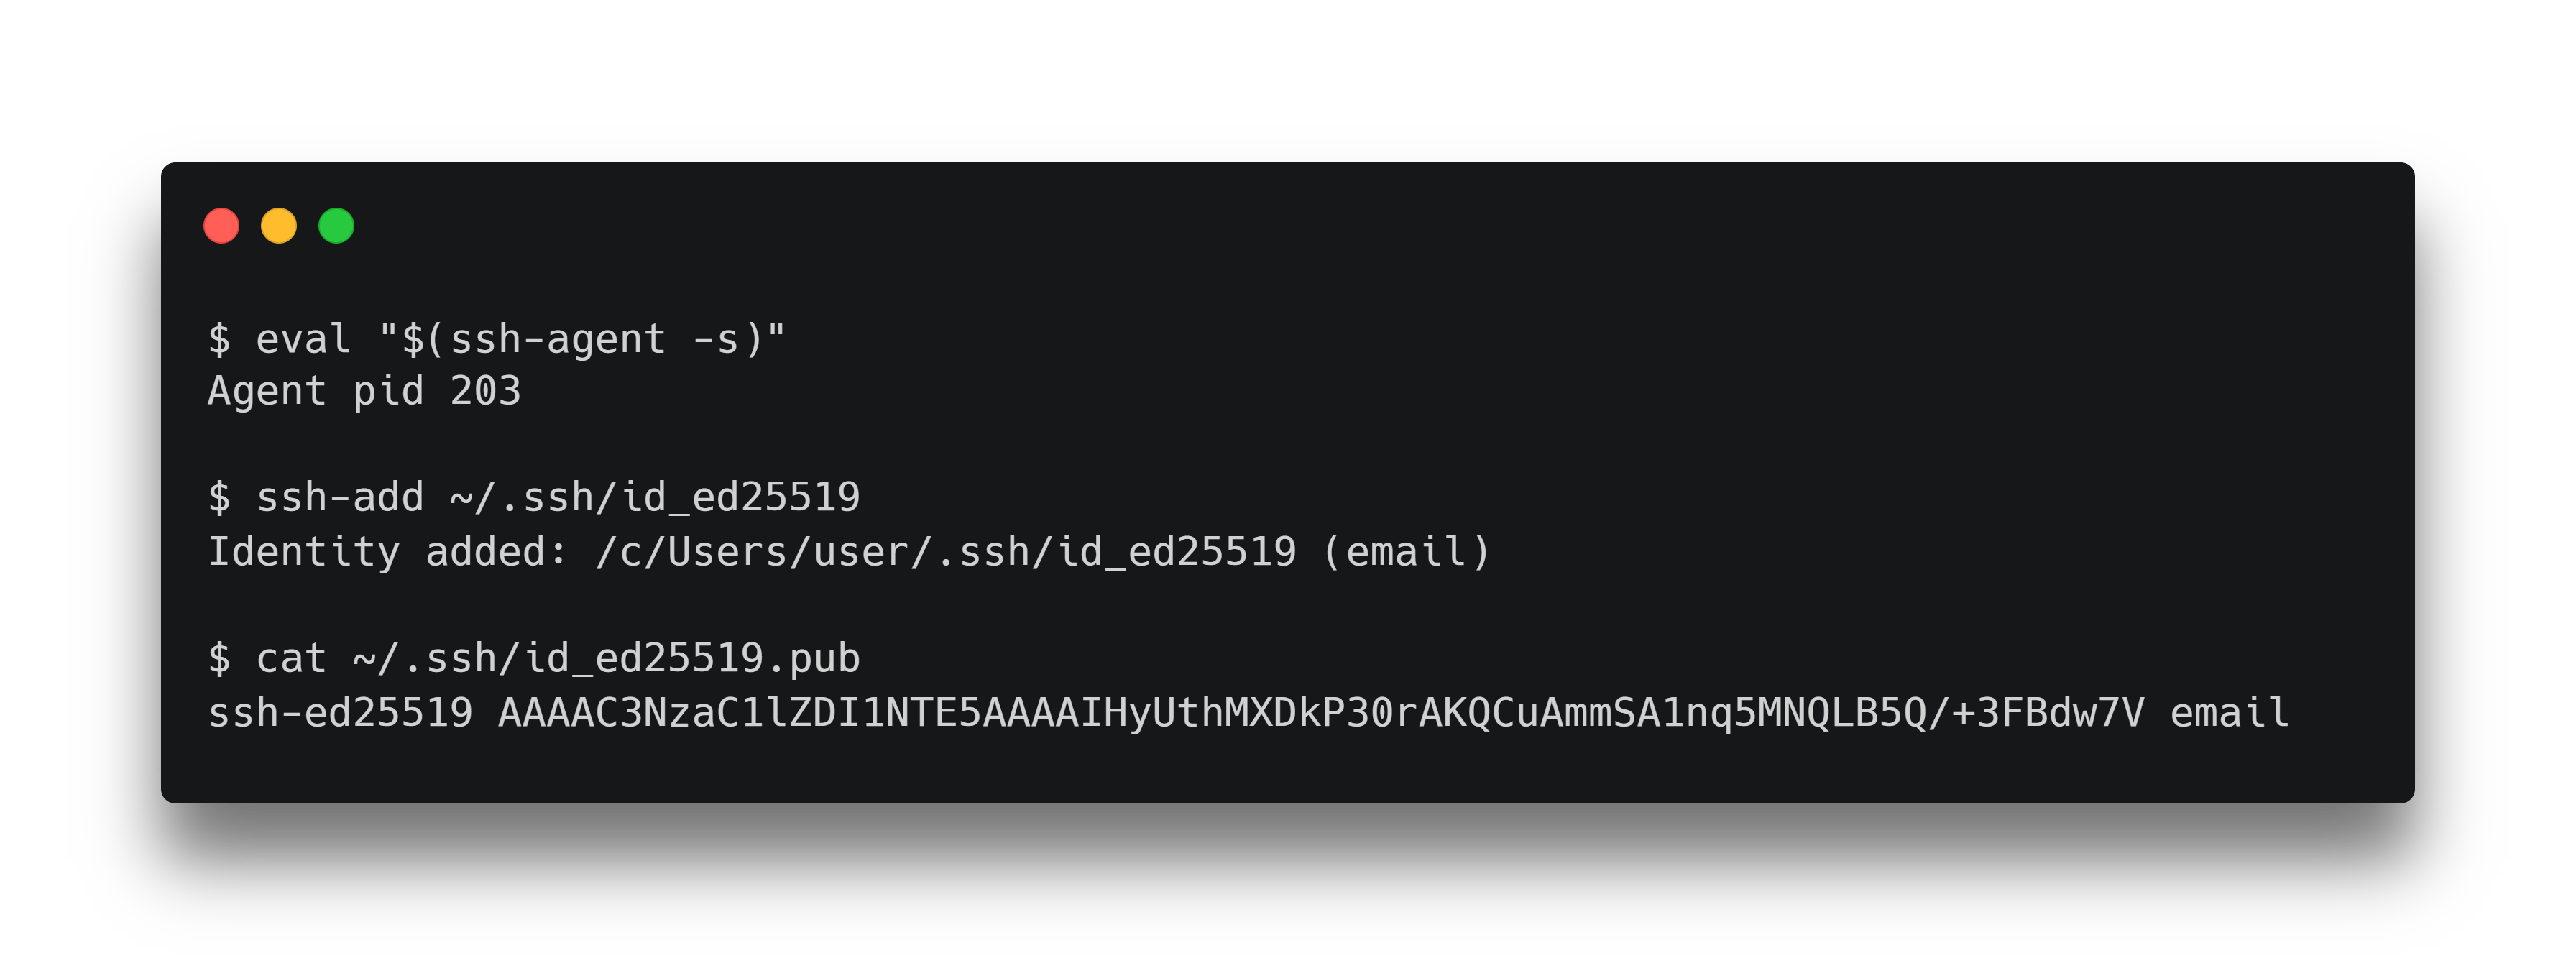 $ eval "$(ssh-agent -s)"
Agent pid 203
$ ssh-add ~/.ssh/id_ed25519
Identity added: /c/Users/user/.ssh/id_ed25519 (email)
$ cat ~/.ssh/id_ed25519.pub
ssh-ed25519 AAAAC3NzaC1lZDI1NTE5AAAAIHyUthMXDkP30rAKQCuAmmSA1nq5MNQLB5Q/+3FBdw7V email